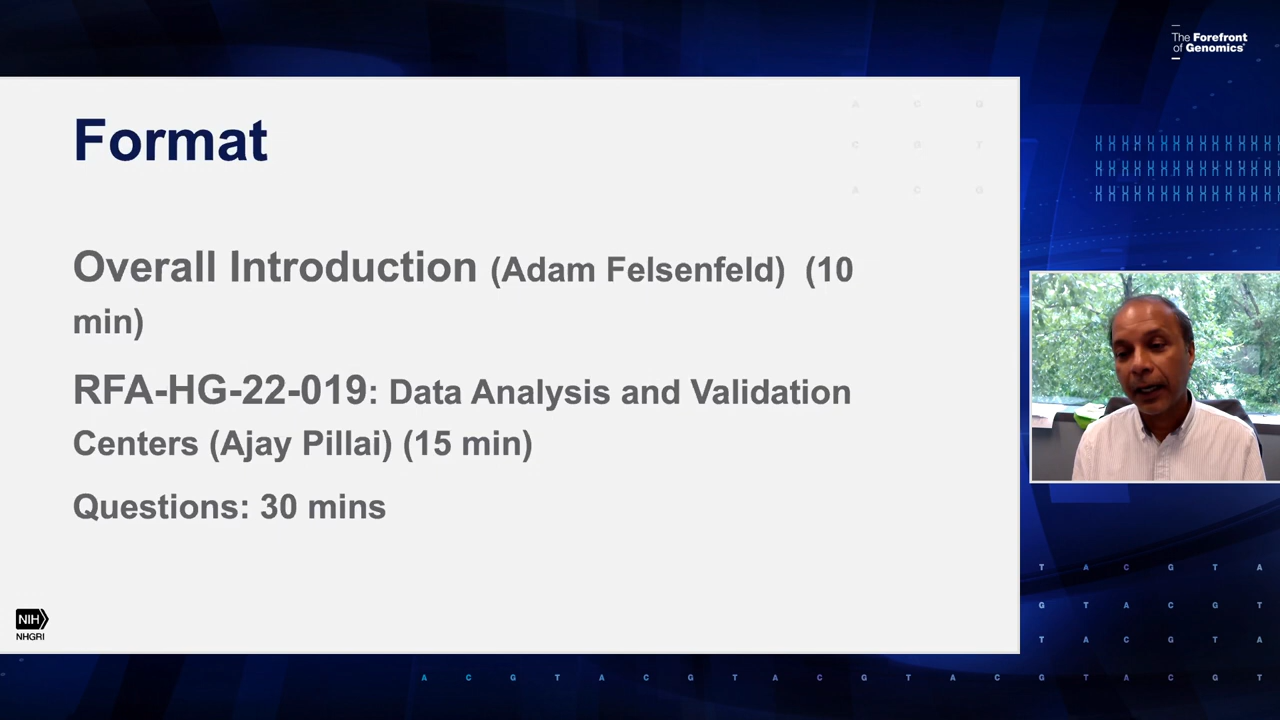 The Forefront
of Genomics®
A C G
C G T
A C G
Format
Overall Introduction (Adam Felsenfeld) (10
min)
RFA-HG-22-019: Data Analysis and Validation
Centers (Ajay Pillai) (15 min)
Questions: 30 mins
NIH
NHGRI
T A C G T A
G T A C G T
T A C G T A
A C G T A C G T A C G T A C G T A C G T